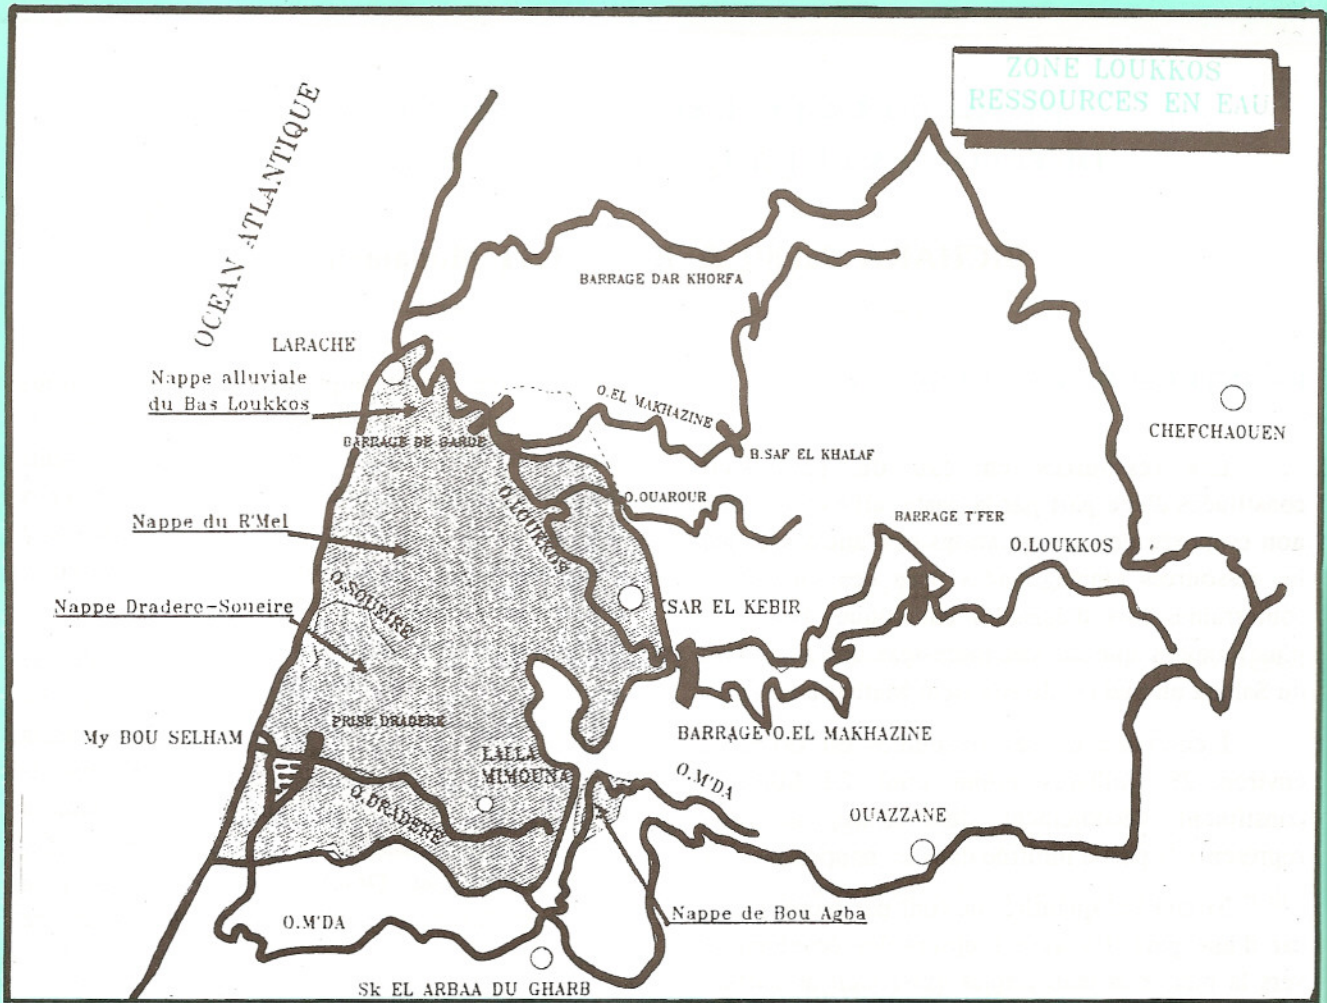 ZONE LOUKKOS
RESSOURCES EN EAU
OCEAN ATLANTIQUE
BARRAGE DAR KHORFA
LARACHE
Nappe alluviale
du Bas Loukkos
O.EL MAKHAZINE
CHEFCHAOUEN
BARRAGE DE GARDE
B.SAF EL KHALAF
O.LOUKKOS
O.OUAROUR
BARRAGE T'FER
O.LOUKKOS
Nappe du R'Mel
O.SOUEIRE
Nappe Dradere-Soueire
KSAR EL KEBIR
PRISE DRADERE
My BOU SELHAM
BARRAGE O.EL MAKHAZINE
LALLA
MIMOUNA
O.M'DA
O.DRADERE
OUAZZANE
Nappe de Bou Agba
O.M'DA
Sk EL ARBAA DU GHARB